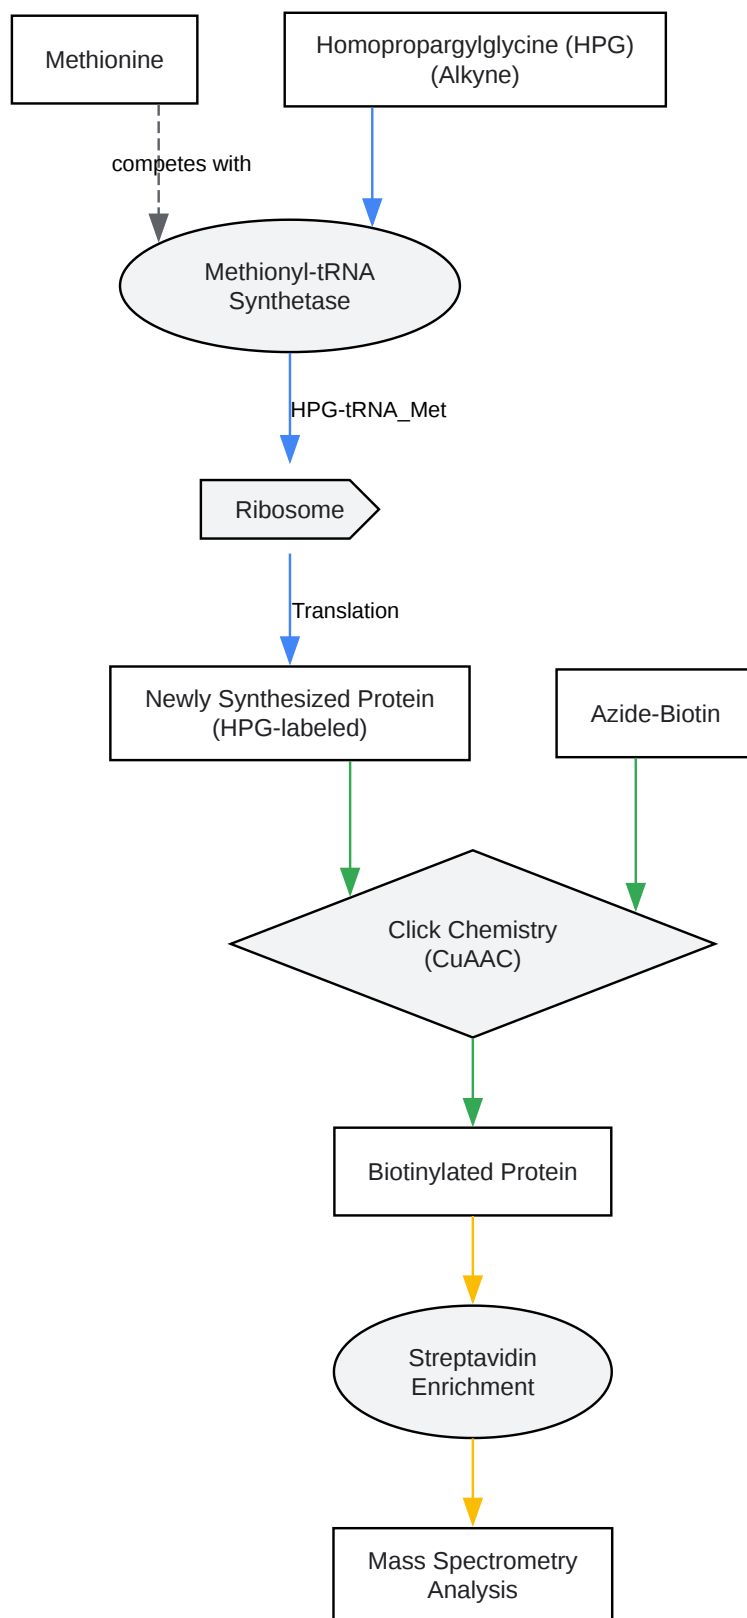 Methionine
Homopropargylglycine (HPG)
(Alkyne)
competes with
Methionyl-tRNA
Synthetase
HPG-tRNA_Met
Ribosome
Translation
Newly Synthesized Protein
(HPG-labeled)
Azide-Biotin
Click Chemistry
(CuAAC)
Biotinylated Protein
Streptavidin
Enrichment
Mass Spectrometry
Analysis